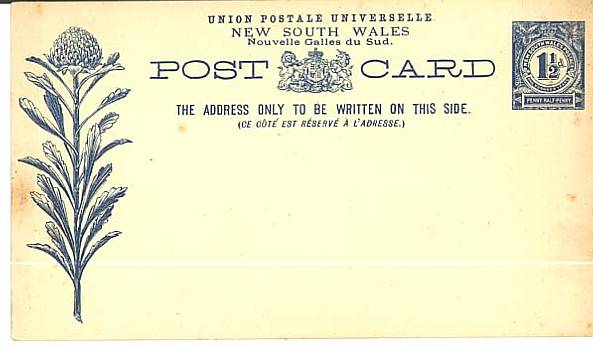 UNION POSTALE UNIVERSELLE.
NEW SOUTH WALES
Nouvelle Galles du Sud.
POST CARD
THE ADDRESS ONLY TO BE WRITTEN ON THIS SIDE.
(CE CÔTÉ EST RÉSERVÉ À L'ADRESSE.)
1½D
PENNY HALF-PENNY